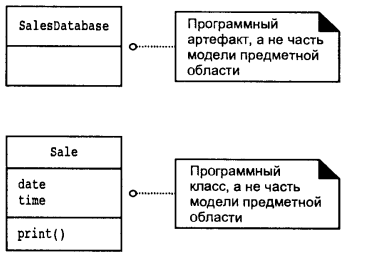 SalesDatabase
Программный
артефакт, а не часть
модели предметной
области
Sale
date
time
print()
Программный
класс, а не часть
модели предметной
области